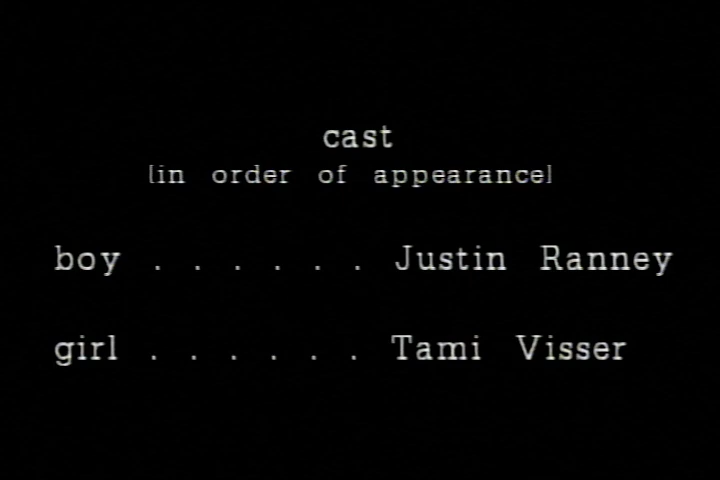 cast
[in order of appearance]
boy . . . . . . Justin Ranney
girl . . . . . . Tami Visser